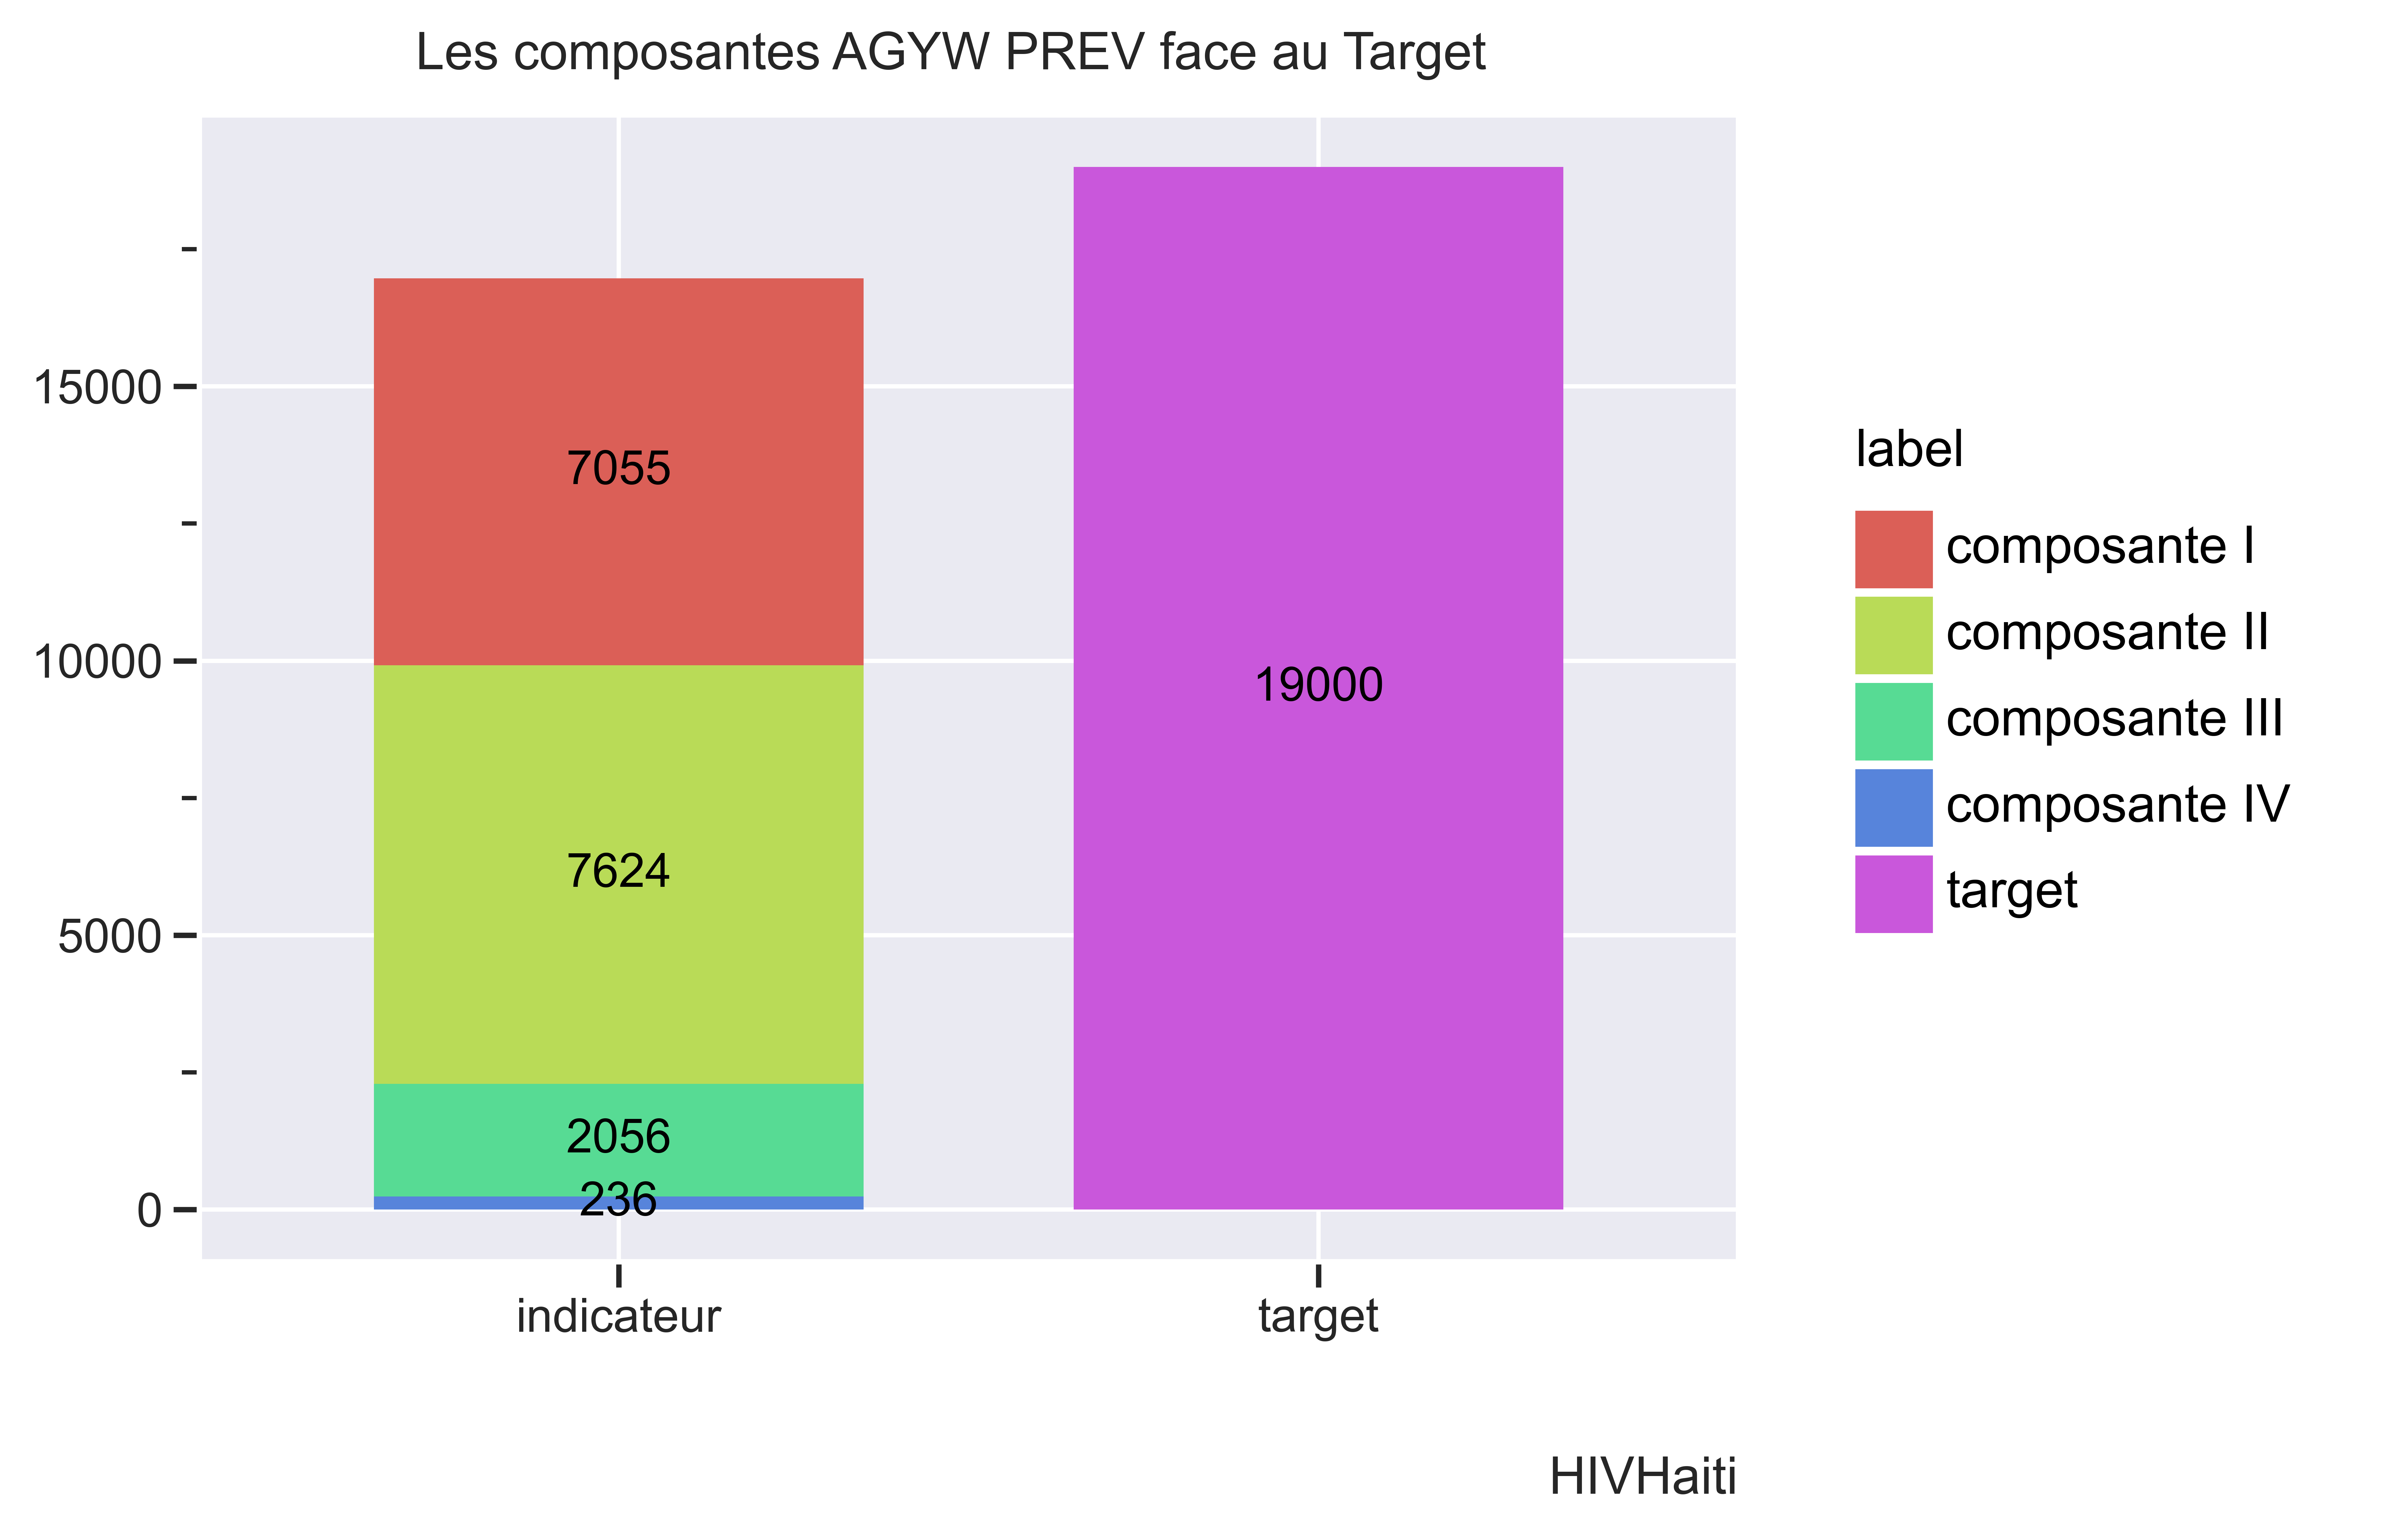 Les composantes AGYW PREV face au Target
15000
10000
5000
0
7055
7624
2056
236
19000
indicateur
target
label
composante I
composante II
composante III
composante IV
target
HIVHaiti